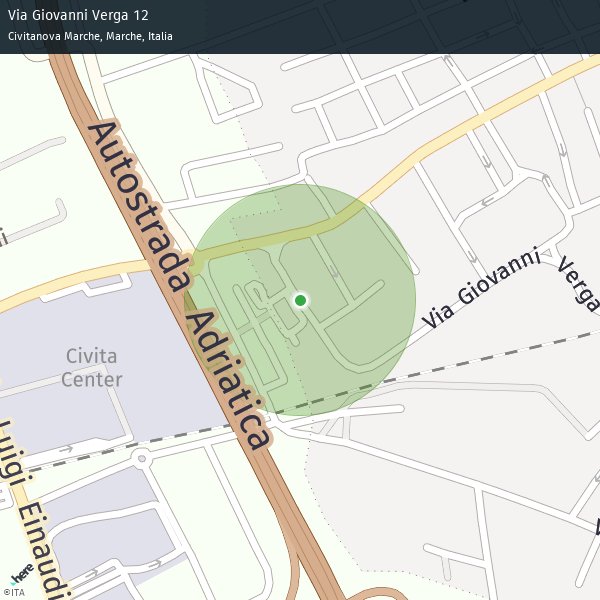 Via Giovanni Verga 12
Civitanova Marche, Marche, Italia
Autostrada Adriatica
Via Giovanni Verga
Civita
Center
Luigi Einaudi
here
©ITA